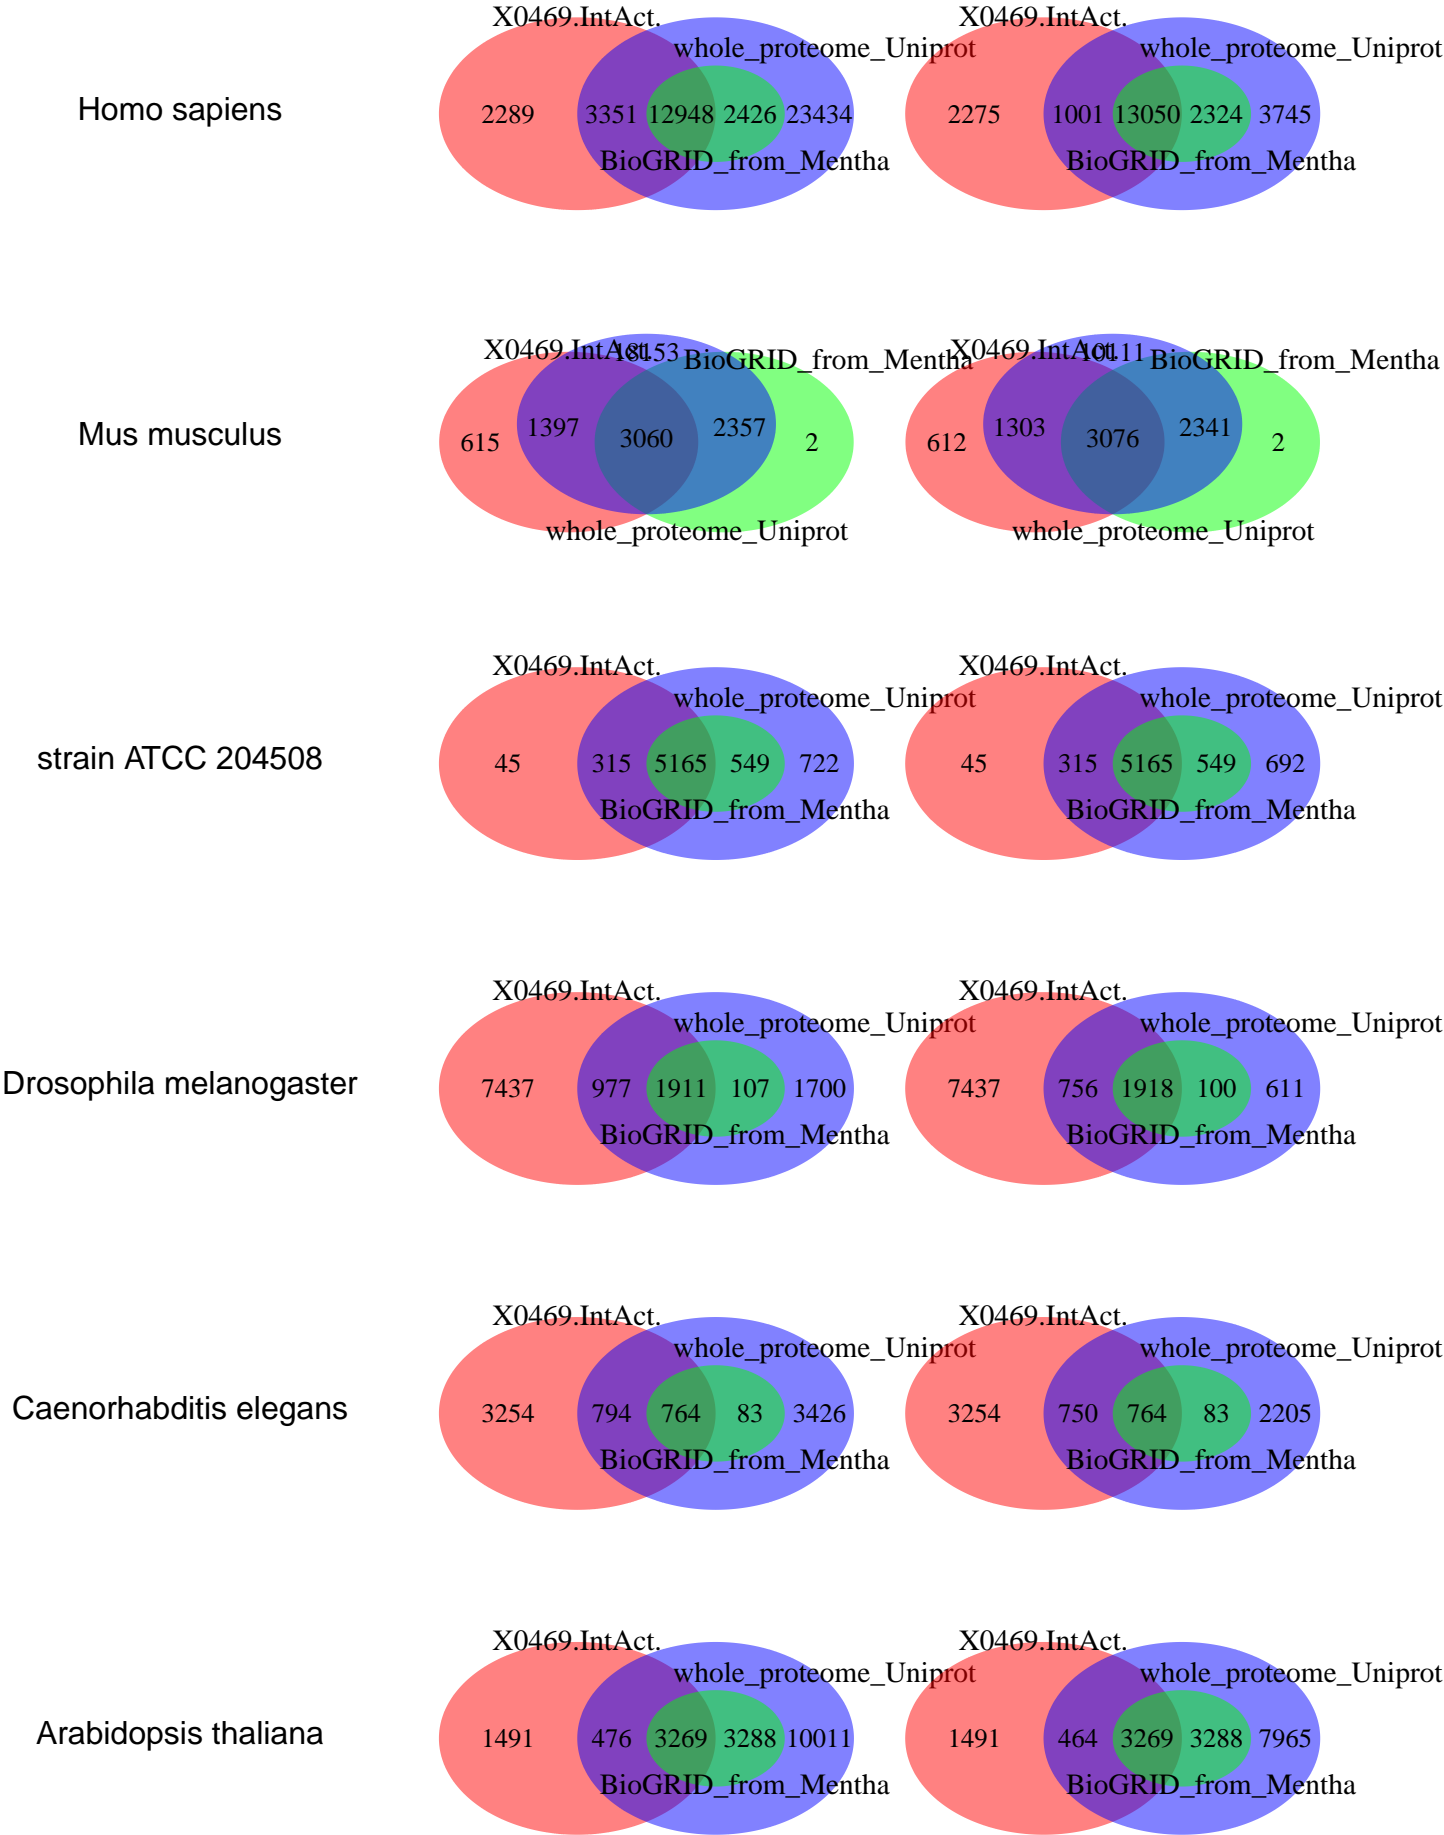 X0469.IntAct. X0469.IntAct.
whole_proteome_Uniprot whole_proteome_Uniprot
Homo sapiens 2289 3351 12948 2426 23434 2275 1001 13050 2324 3745
BioGRID_from_Mentha BioGRID_from_Mentha
X0469.IntAct. 18153 BioGRID_from_Mentha X0469.IntAct. 10111 BioGRID_from_Mentha
Mus musculus 615 1397 3060 2357 2 612 1303 3076 2341 2
whole_proteome_Uniprot whole_proteome_Uniprot
X0469.IntAct. X0469.IntAct.
whole_proteome_Uniprot whole_proteome_Uniprot
strain ATCC 204508 45 315 5165 549 722 45 315 5165 549 692
BioGRID_from_Mentha BioGRID_from_Mentha
X0469.IntAct. X0469.IntAct.
whole_proteome_Uniprot whole_proteome_Uniprot
Drosophila melanogaster 7437 977 1911 107 1700 7437 756 1918 100 611
BioGRID_from_Mentha BioGRID_from_Mentha
X0469.IntAct. X0469.IntAct.
whole_proteome_Uniprot whole_proteome_Uniprot
Caenorhabditis elegans 3254 794 764 83 3426 3254 750 764 83 2205
BioGRID_from_Mentha BioGRID_from_Mentha
X0469.IntAct. X0469.IntAct.
whole_proteome_Uniprot whole_proteome_Uniprot
Arabidopsis thaliana 1491 476 3269 3288 10011 1491 464 3269 3288 7965
BioGRID_from_Mentha BioGRID_from_Mentha